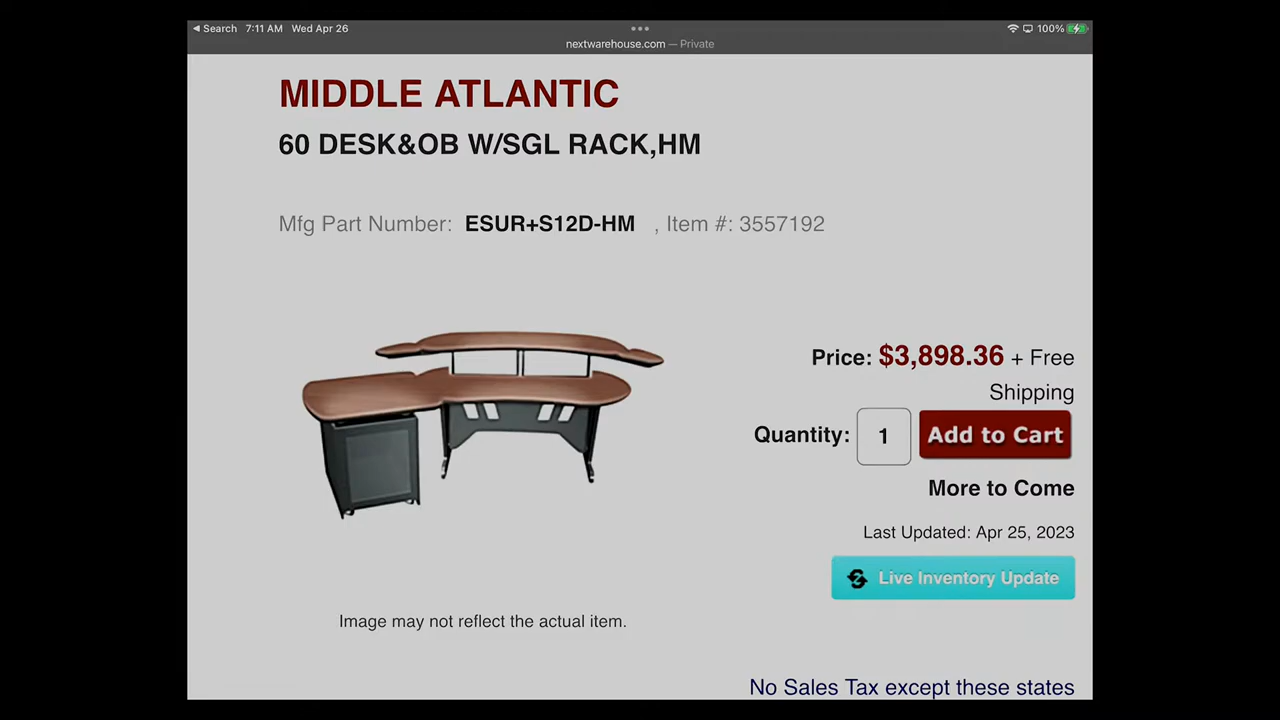 Search 7:11 AM Wed Apr 26
100%
nextwarehouse.com — Private
MIDDLE ATLANTIC
60 DESK&OB W/SGL RACK,HM
Mfg Part Number: ESUR+S12D-HM , Item #: 3557192
Price: $3,898.36 + Free
Shipping
Quantity: 1 Add to Cart
More to Come
Last Updated: Apr 25, 2023
Live Inventory Update
Image may not reflect the actual item.
No Sales Tax except these states